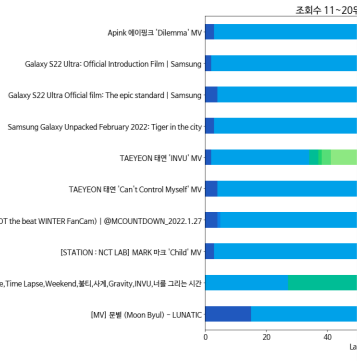 조회수 11~20위
Apink 에이핑크 'Dilemma' MV
Galaxy S22 Ultra: Official Introduction Film | Samsung
Galaxy S22 Ultra Official film: The epic standard | Samsung
Samsung Galaxy Unpacked February 2022: Tiger in the city
TAEYEON 태연 'INVU' MV
TAEYEON 태연 'Can't Control Myself' MV
the beat WINTER FanCam) | @MCOUNTDOWN_2022.1.27
[STATION : NCT LAB] MARK 마크 'Child' MV
Time Lapse,Weekend,불티,사계,Gravity,INVU,너를 그리는 시간
[MV] 문별 (Moon Byul) - LUNATIC
0 20 40
La